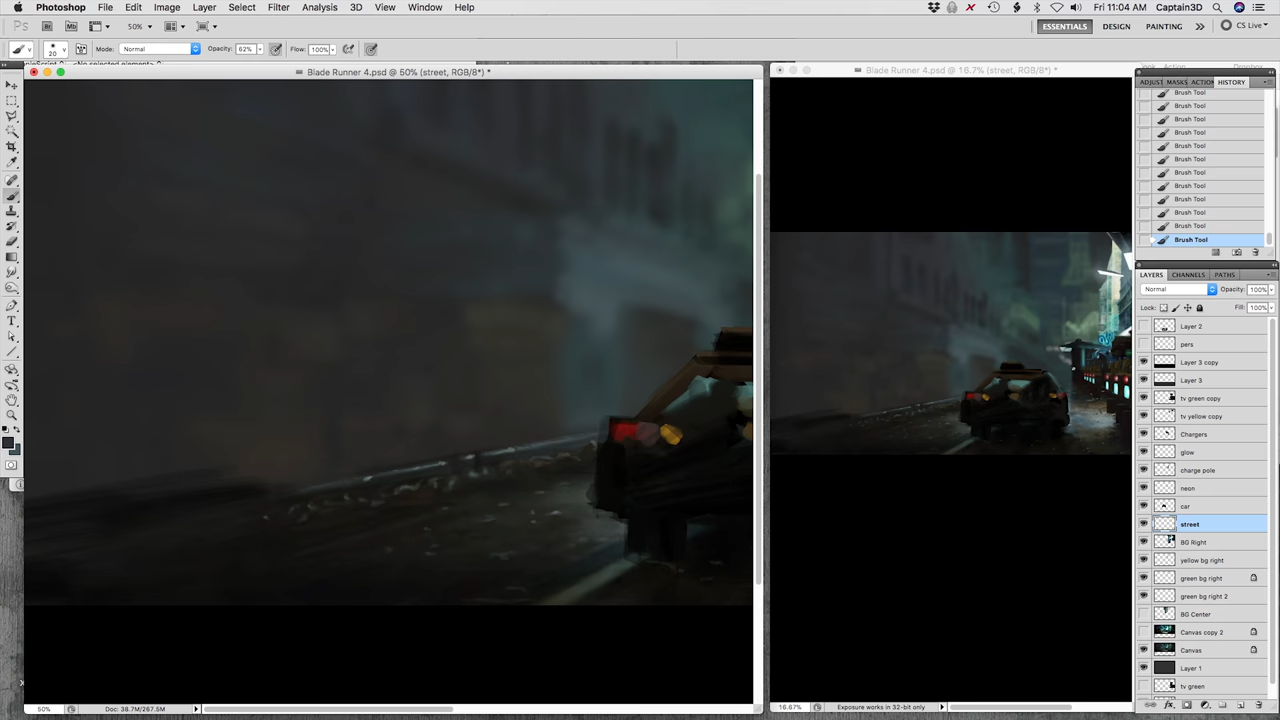 Photoshop File Edit Image Layer Select Filter Analysis 3D View Window Help Fri 11:04 AM Captain3D
Br Mb 50% ESSENTIALS DESIGN PAINTING CS Live
20 Mode: Normal Opacity: 62% Flow: 100%
Blade Runner 4.psd @ 50% (street, RGB/8*) *
Blade Runner 4.psd @ 16.7% (street, RGB/8*) *
ADJUST MASKS ACTION HISTORY
Brush Tool
Brush Tool
Brush Tool
Brush Tool
Brush Tool
Brush Tool
Brush Tool
Brush Tool
Brush Tool
Brush Tool
Brush Tool
Brush Tool
LAYERS CHANNELS PATHS
Normal Opacity: 100%
Lock: Fill: 100%
Layer 2
pers
Layer 3 copy
Layer 3
tv green copy
tv yellow copy
Chargers
glow
charge pole
neon
car
street
BG Right
yellow bg right
green bg right
green bg right 2
BG Center
Canvas copy 2
Canvas
Layer 1
tv green
50% Doc: 38.7M/267.5M
16.67% Exposure works in 32-bit only